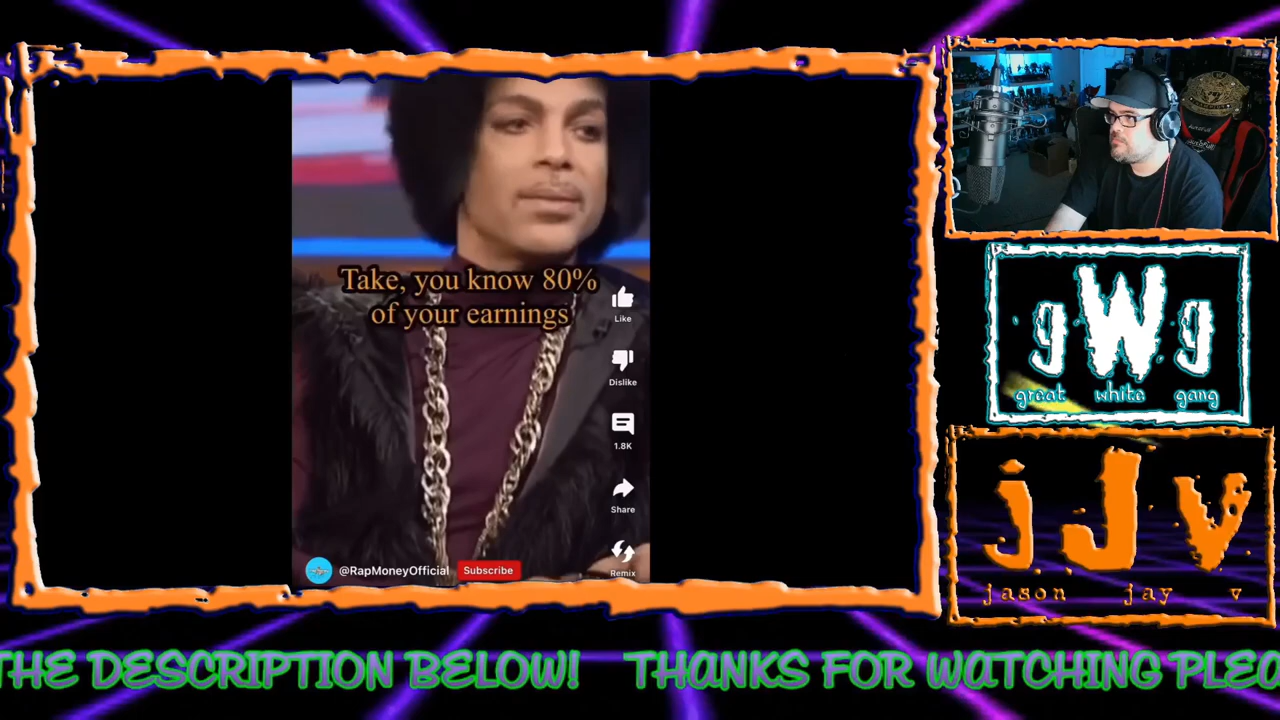 Take, you know 80%
of your earnings
Like
Dislike
1.8K
Share
Remix
@RapMoneyOfficial Subscribe
gWg
great white gang
jJv
jason jay v
THE DESCRIPTION BELOW! THANKS FOR WATCHING PLEA